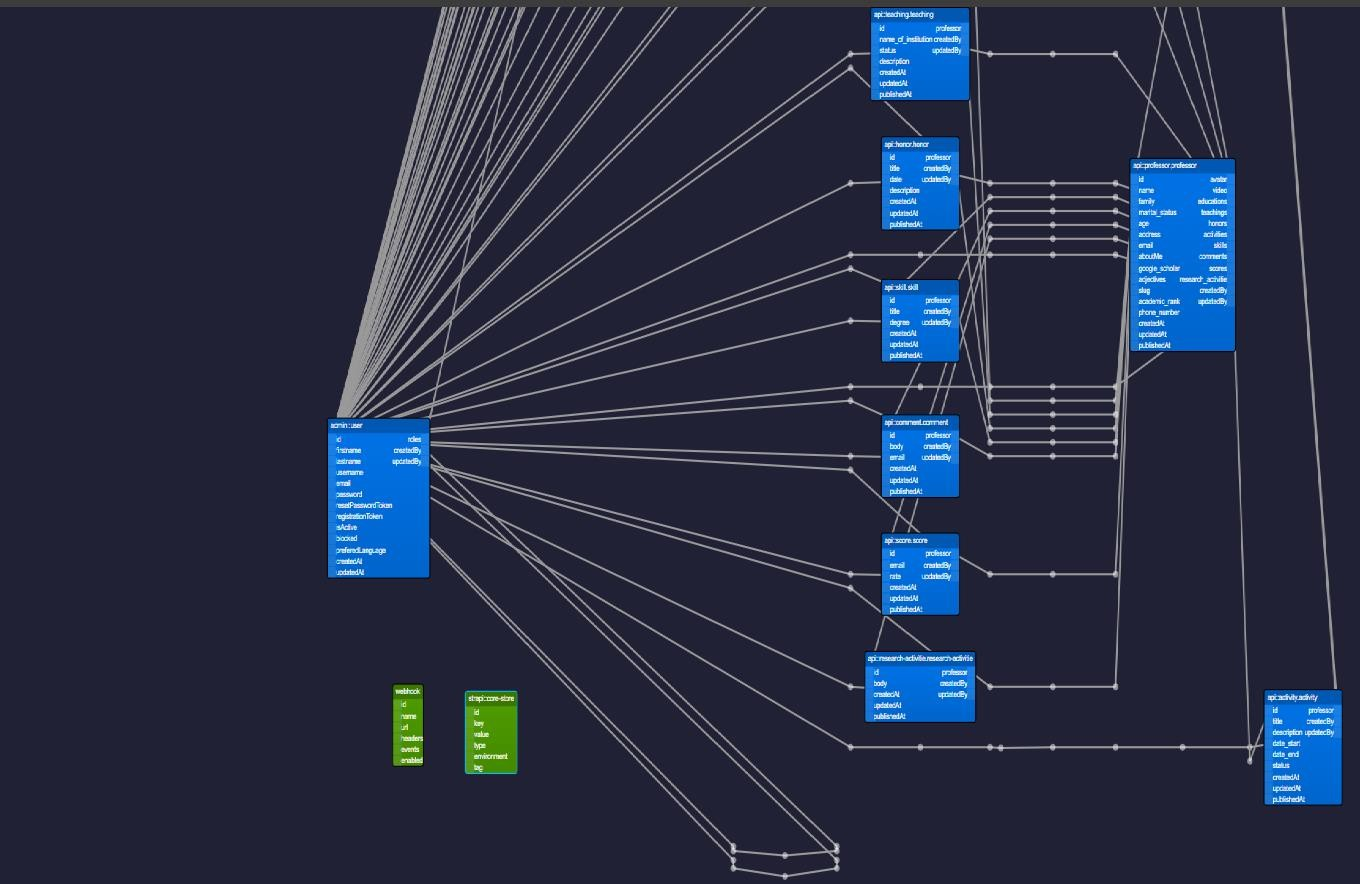 api::teaching.teaching
id professor
name_of_institution createdBy
status updatedBy
description
createdAt
updatedAt
publishedAt
api::honor.honor
id professor
title createdBy
date updatedBy
description
createdAt
updatedAt
publishedAt
api::professor.professor
id avatar
name video
family educations
marital_status teachings
age honors
address activities
email skills
aboutMe comments
google_scholar scores
adjectives research_activitie
slug createdBy
academic_rank updatedBy
phone_number
createdAt
updatedAt
publishedAt
api::skill.skill
id professor
title createdBy
degree updatedBy
createdAt
updatedAt
publishedAt
admin::user
id roles
firstname createdBy
lastname updatedBy
username
email
password
resetPasswordToken
registrationToken
isActive
blocked
preferedLanguage
createdAt
updatedAt
api::comment.comment
id professor
body createdBy
email updatedBy
createdAt
updatedAt
publishedAt
api::score.score
id professor
email createdBy
rate updatedBy
createdAt
updatedAt
publishedAt
api::research-activitie.research-activitie
id professor
body createdBy
createdAt updatedBy
updatedAt
publishedAt
webhook
id
name
url
headers
events
enabled
strapi::core-store
id
key
value
type
environment
tag
api::activity.activity
id professor
title createdBy
description updatedBy
date_start
date_end
status
createdAt
updatedAt
publishedAt